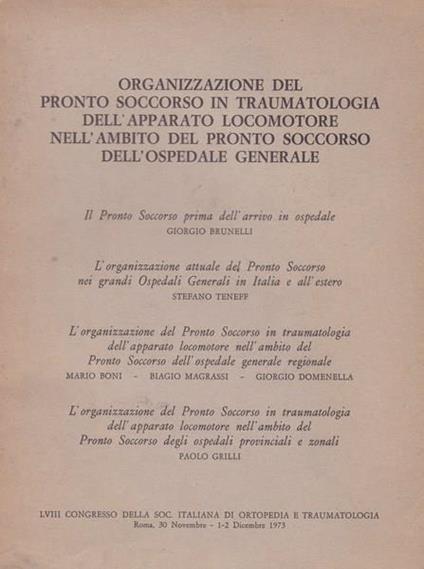 ORGANIZZAZIONE DEL
PRONTO SOCCORSO IN TRAUMATOLOGIA
DELL'APPARATO LOCOMOTORE
NELL'AMBITO DEL PRONTO SOCCORSO
DELL'OSPEDALE GENERALE
Il Pronto Soccorso prima dell'arrivo in ospedale
GIORGIO BRUNELLI
L'organizzazione attuale del Pronto Soccorso
nei grandi Ospedali Generali in Italia e all'estero
STEFANO TENEFF
L'organizzazione del Pronto Soccorso in traumatologia
dell'apparato locomotore nell'ambito del
Pronto Soccorso dell'ospedale generale regionale
MARIO BONI - BIAGIO MAGRASSI - GIORGIO DOMENELLA
L'organizzazione del Pronto Soccorso in traumatologia
dell'apparato locomotore nell'ambito del
Pronto Soccorso degli ospedali provinciali e zonali
PAOLO GRILLI
LVIII CONGRESSO DELLA SOC. ITALIANA DI ORTOPEDIA E TRAUMATOLOGIA
Roma, 30 Novembre - 1-2 Dicembre 1973